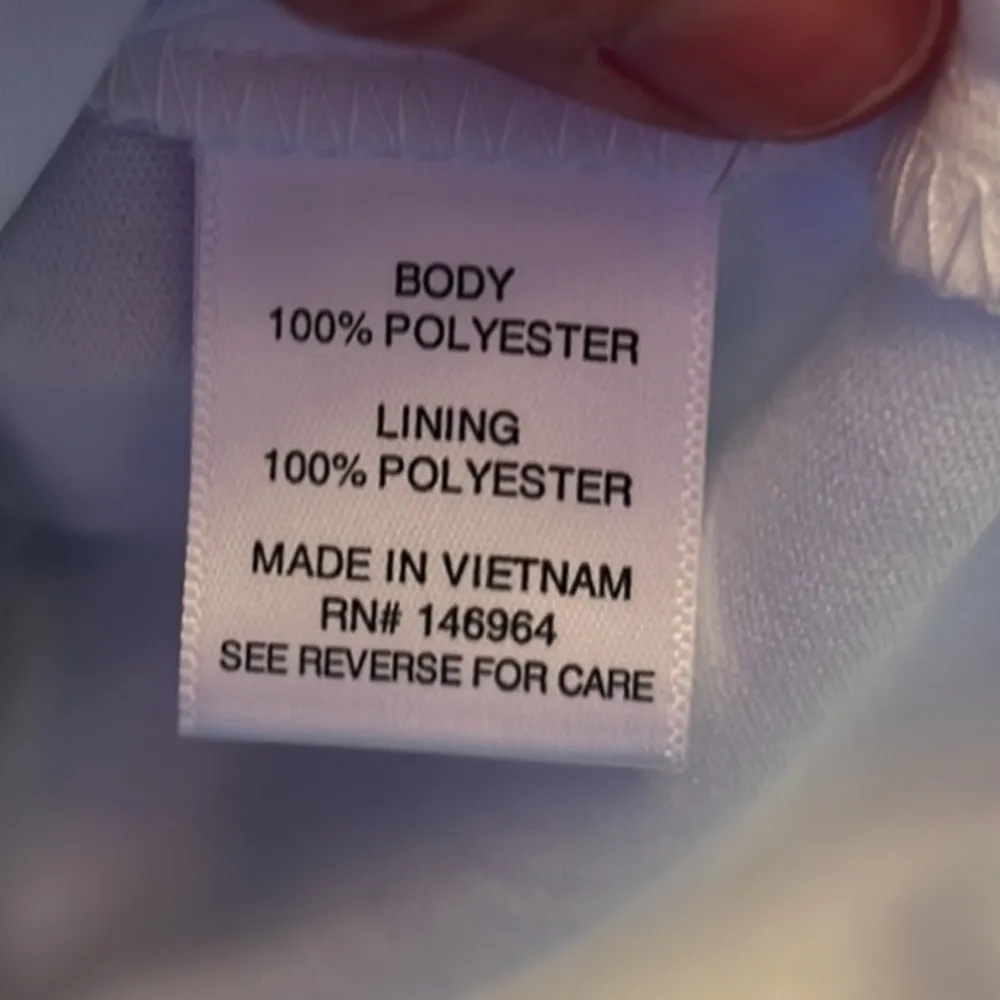 BODY
100% POLYESTER
LINING
100% POLYESTER
MADE IN VIETNAM
RN# 146964
SEE REVERSE FOR CARE